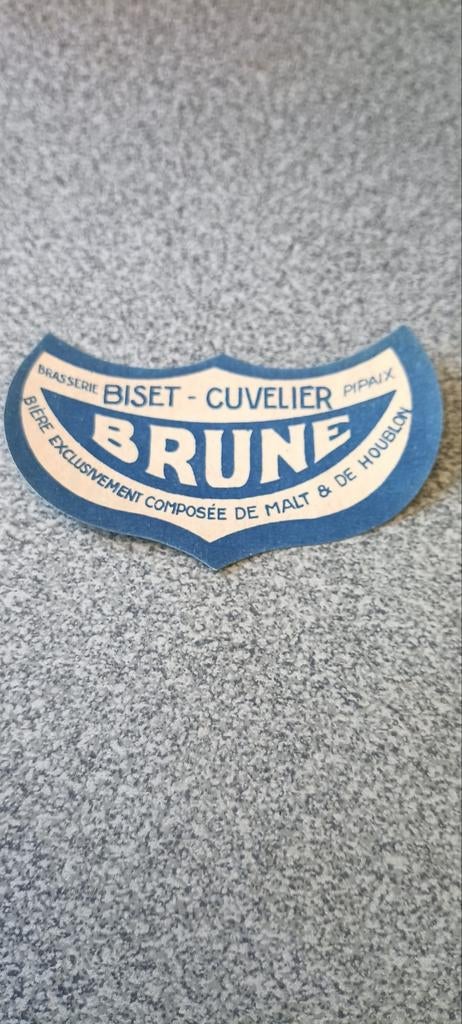 BRASSERIE BISET - CUVELIER PIPAIX
BRUNE
BIÈRE EXCLUSIVEMENT COMPOSÉE DE MALT & DE HOUBLON